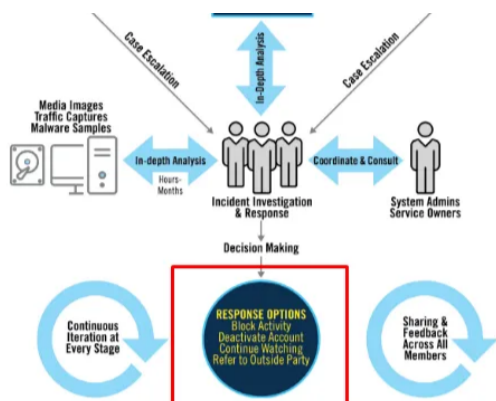 Case Escalation
In-Depth Analysis
Case Escalation
Media Images
Traffic Captures
Malware Samples
In-depth Analysis
Hours-
Months
Coordinate & Consult
Incident Investigation
& Response
System Admins
Service Owners
Decision Making
RESPONSE OPTIONS
Block Activity
Deactivate Account
Continue Watching
Refer to Outside Party
Continuous
Iteration at
Every Stage
Sharing &
Feedback
Across All
Members